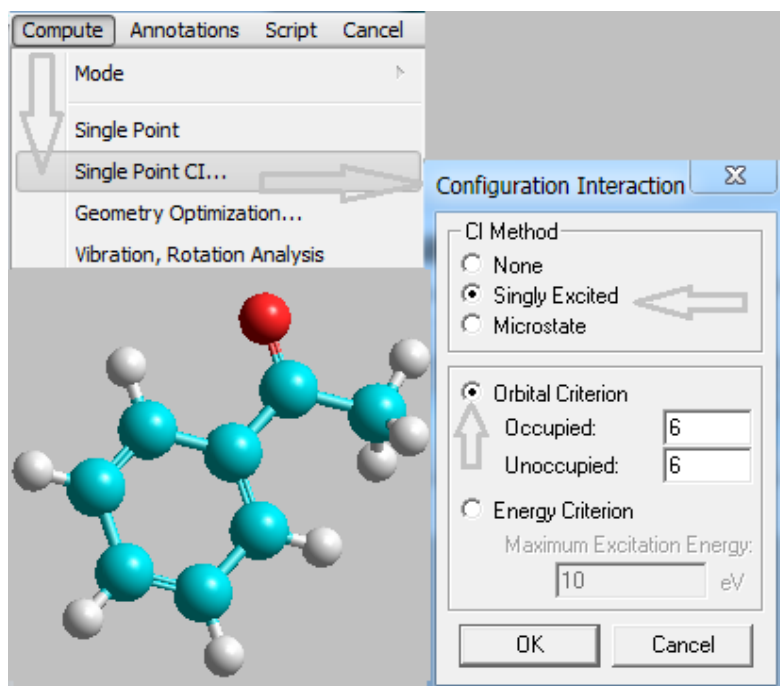 Compute Annotations Script Cancel
Mode
Single Point
Single Point CI...
Geometry Optimization...
Vibration, Rotation Analysis
Configuration Interaction
CI Method
None
Singly Excited
Microstate
Orbital Criterion
Occupied: 6
Unoccupied: 6
Energy Criterion
Maximum Excitation Energy:
10 eV
OK Cancel